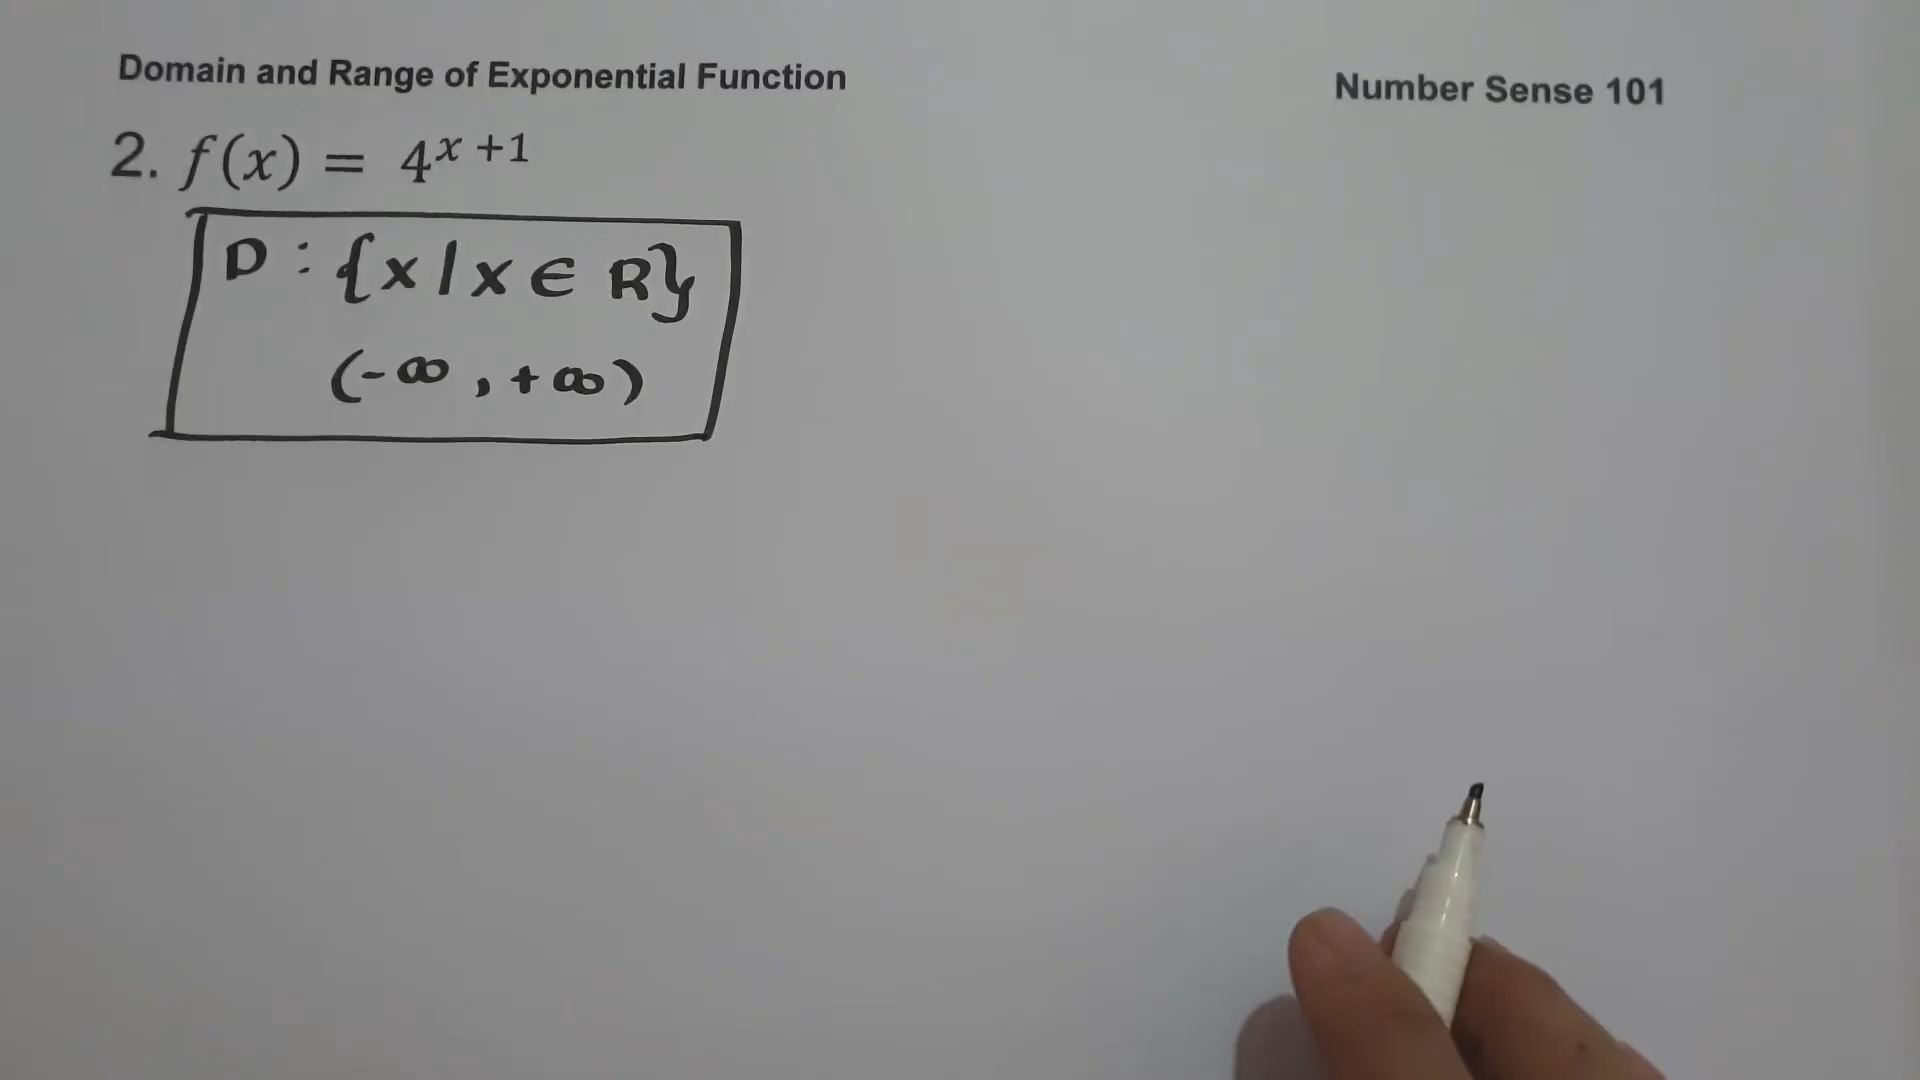 Domain and Range of Exponential Function
Number Sense 101
2. f(x) = 4^{x +1}
D : {x / x ∈ R}
(-∞ , +∞)